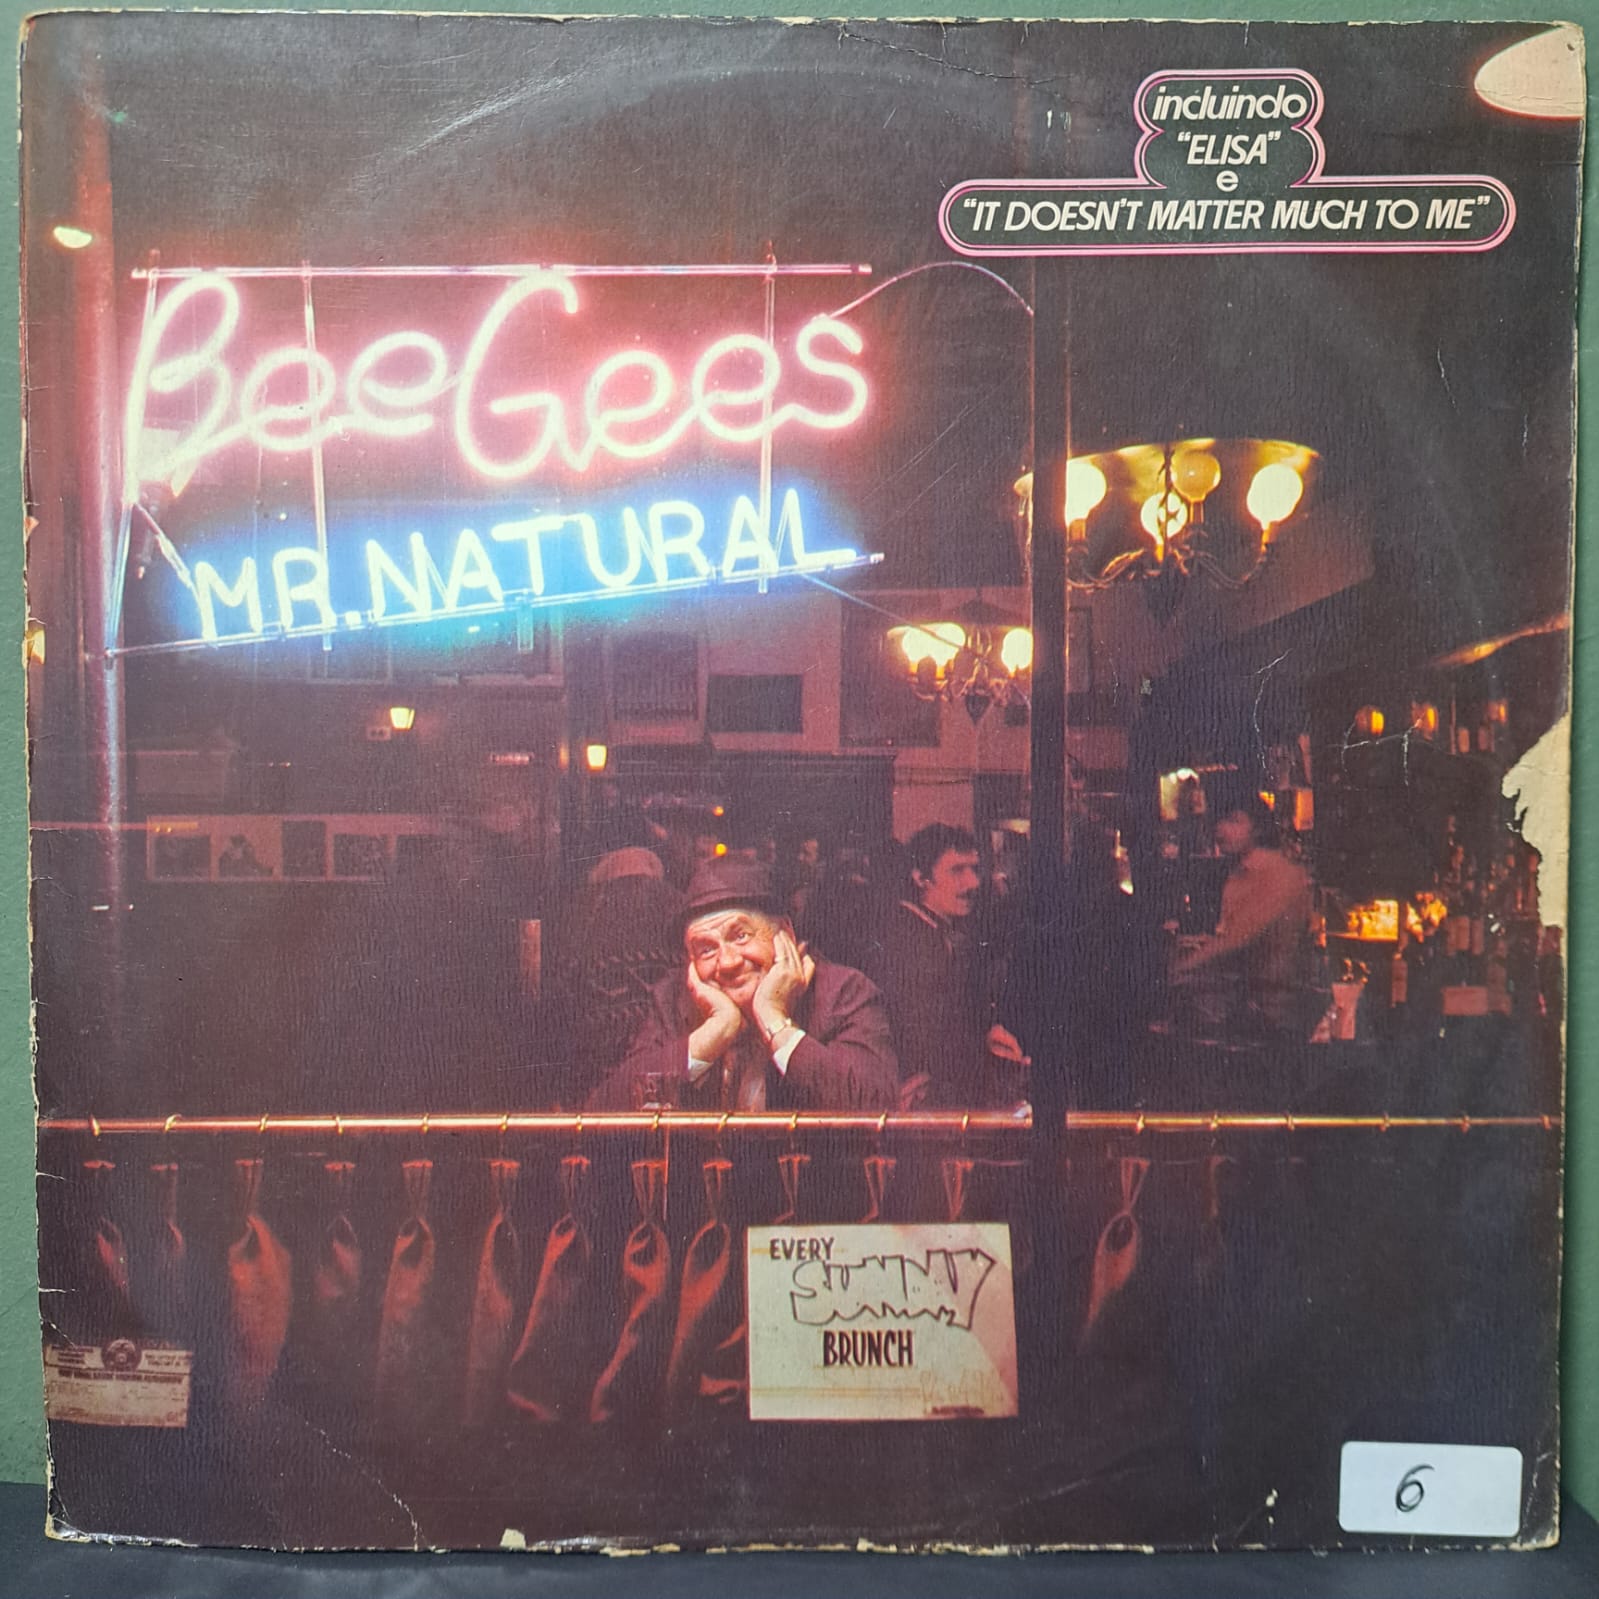 incluindo
"ELISA"
e
"IT DOESN'T MATTER MUCH TO ME"
Bee Gees
MR. NATURAL
EVERY
SUNDAY
BRUNCH
6